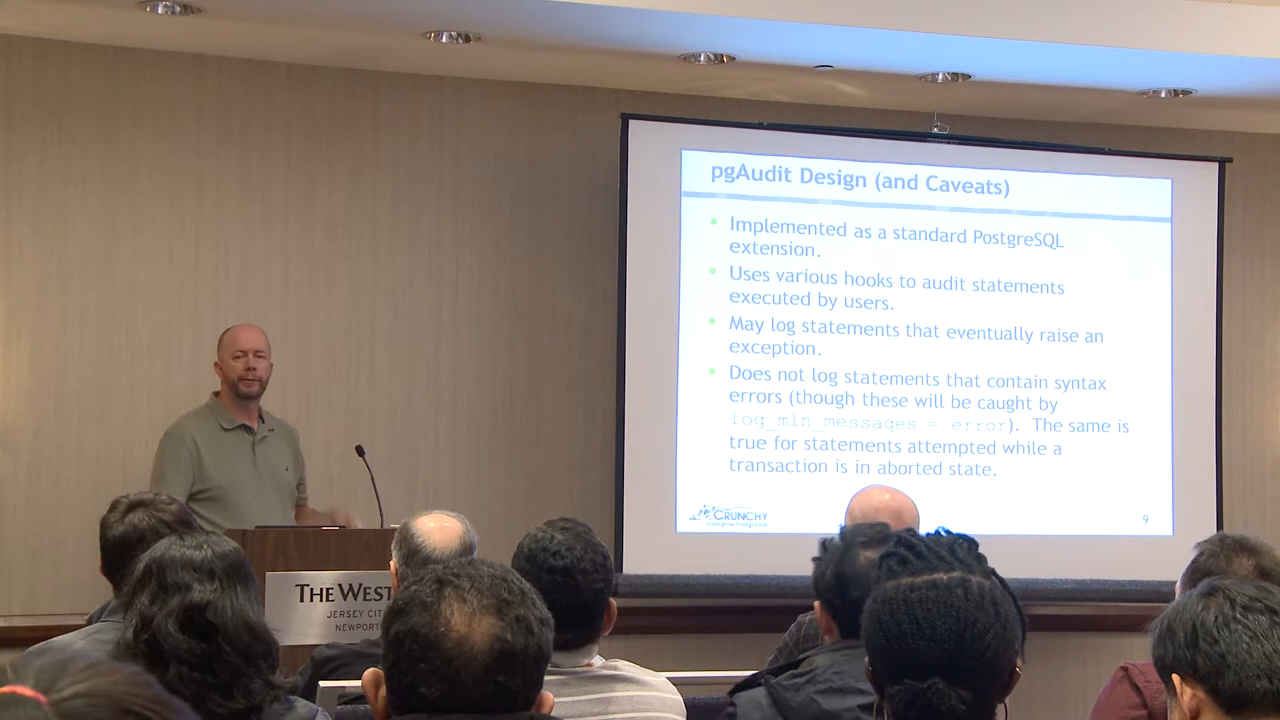 pgAudit Design (and Caveats)
• Implemented as a standard PostgreSQL
extension.
• Uses various hooks to audit statements
executed by users.
• May log statements that eventually raise an
exception.
• Does not log statements that contain syntax
errors (though these will be caught by
log_min_messages = error). The same is
true for statements attempted while a
transaction is in aborted state.
CRUNCHY
9
THE WEST
JERSEY CIT
NEWPORT